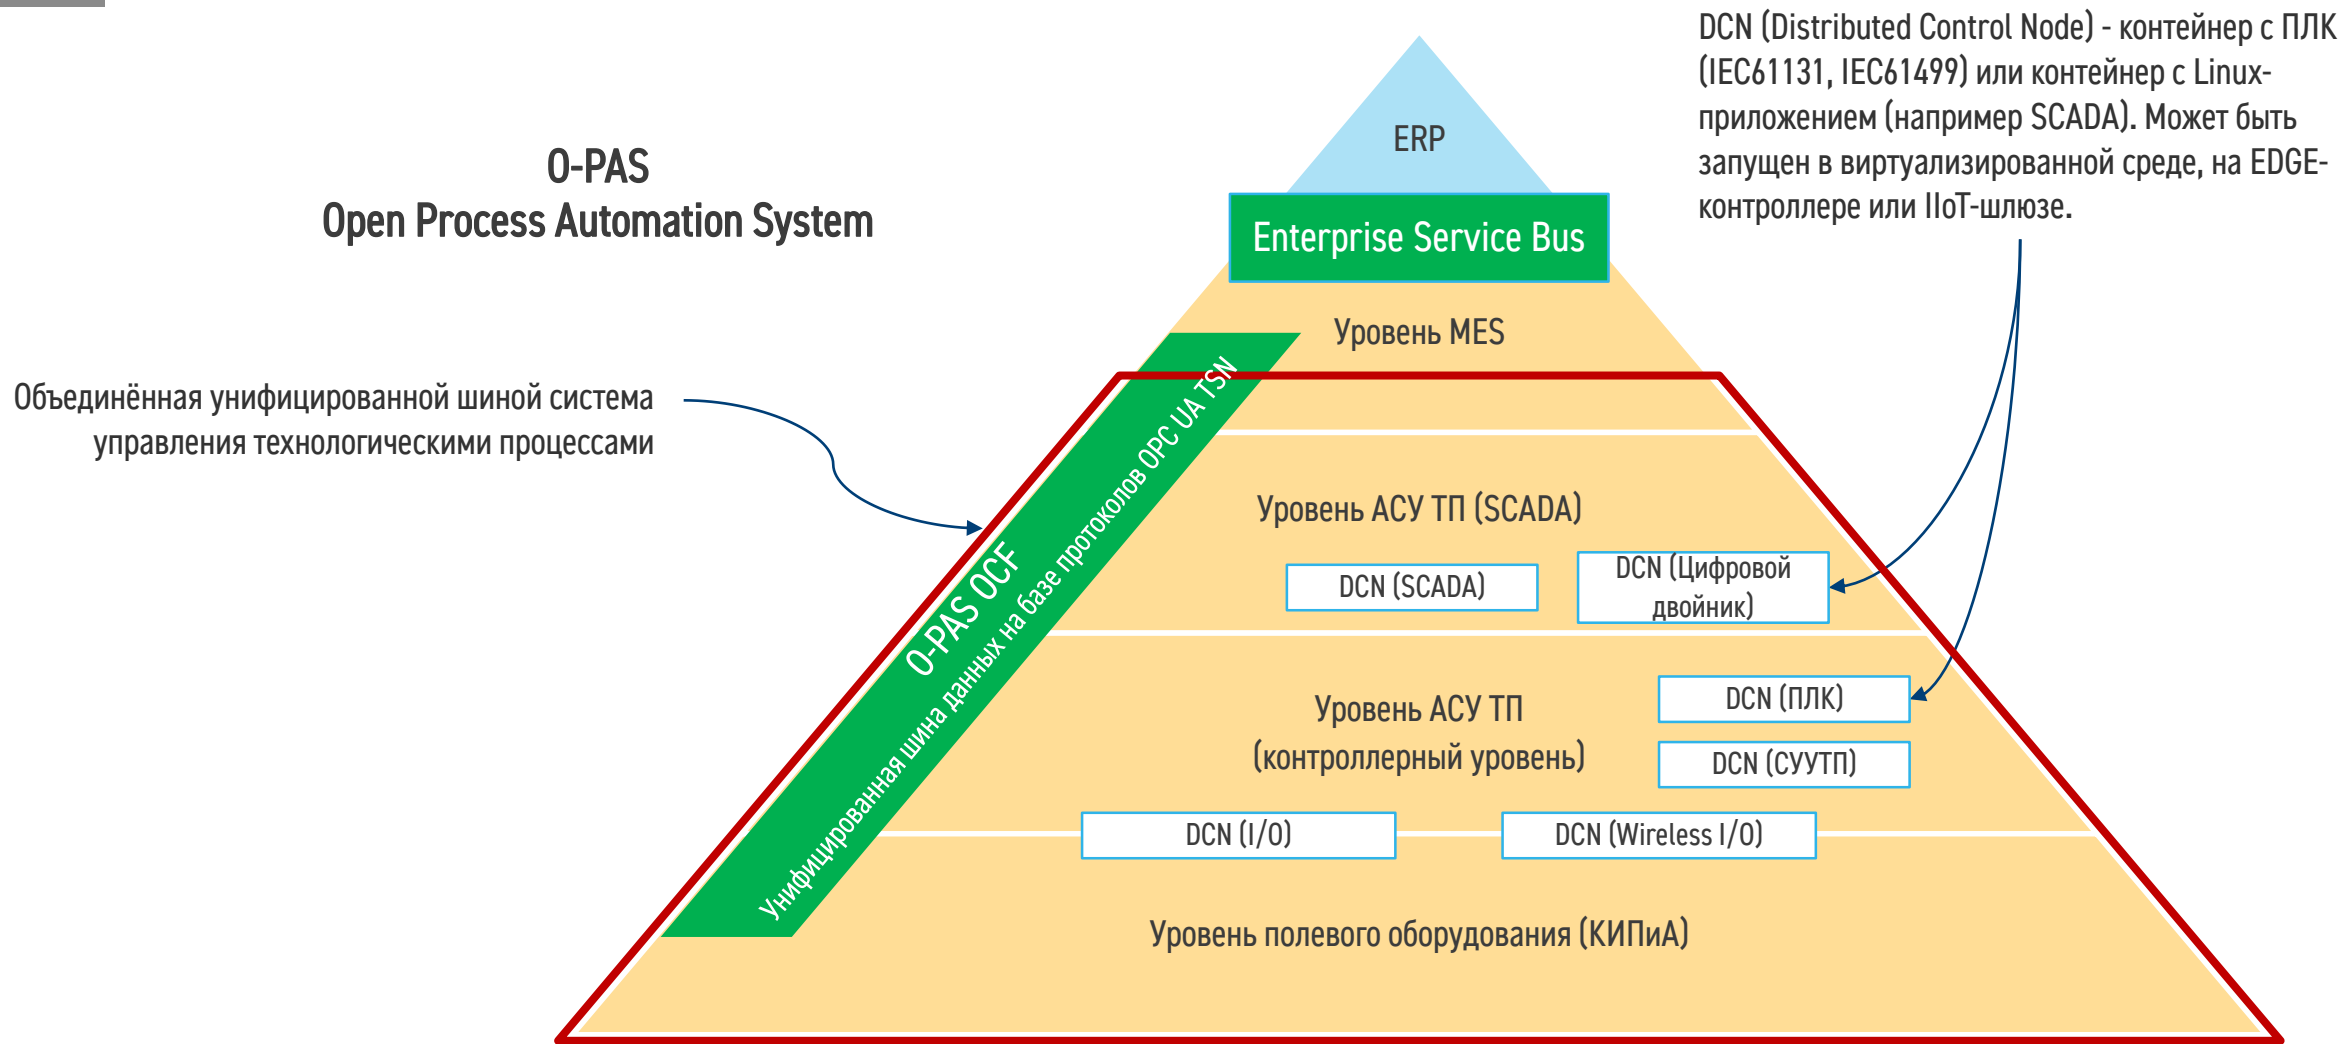 O-PAS
Open Process Automation System
DCN (Distributed Control Node) - контейнер с ПЛК
(IEC61131, IEC61499) или контейнер с Linux-
приложением (например SCADA). Может быть
запущен в виртуализированной среде, на EDGE-
контроллере или IIoT-шлюзе.
ERP
Enterprise Service Bus
Уровень MES
Объединённая унифицированной шиной система
управления технологическими процессами
O-PAS OCF
Унифицированная шина данных на базе протоколов OPC UA TSN
Уровень АСУ ТП (SCADA)
DCN (SCADA)
DCN (Цифровой
двойник)
Уровень АСУ ТП
(контроллерный уровень)
DCN (ПЛК)
DCN (СУУТП)
DCN (I/O)
DCN (Wireless I/O)
Уровень полевого оборудования (КИПиА)